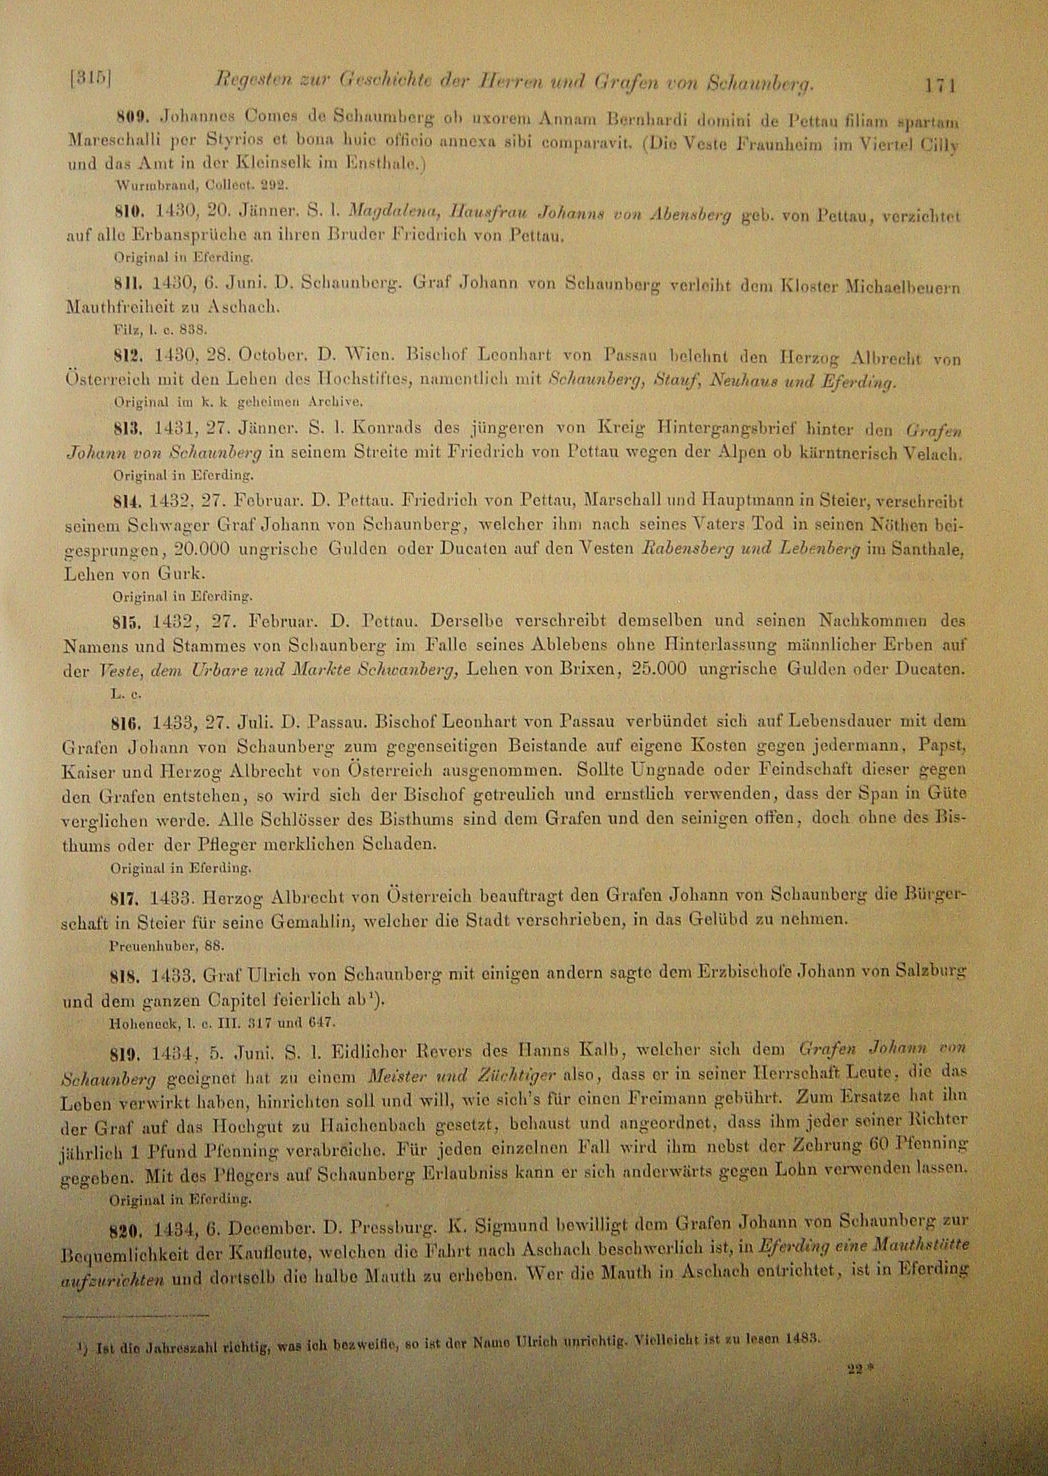 [315] Regesten zur Geschichte der Herren und Grafen von Schaunberg. 171
809. Johannes Comes de Schaumberg ob uxorem Annam Bernhardi domini de Pettau filiam spartam
Mareschalli per Styrios et bona huic officio annexa sibi comparavit. (Die Veste Fraunheim im Viertel Cilly
und das Amt in der Kleinselk im Ensthale.)
Wurmbrand, Collect. 292.
810. 1430, 20. Jänner. S. l. Magdalena, Hausfrau Johanns von Abensberg geb. von Pettau, verzichtet
auf alle Erbansprüche an ihren Bruder Friedrich von Pettau.
Original in Eferding.
811. 1430, 6. Juni. D. Schaunberg. Graf Johann von Schaunberg verleiht dem Kloster Michaelbeuern
Mauthfreiheit zu Aschach.
Filz, l. c. 838.
812. 1430, 28. October. D. Wien. Bischof Leonhart von Passau belehnt den Herzog Albrecht von
Österreich mit den Lehen des Hochstiftes, namentlich mit Schaunberg, Stauf, Neuhaus und Eferding.
Original im k. k geheimen Archive.
813. 1431, 27. Jänner. S. l. Konrads des jüngeren von Kreig Hintergangsbrief hinter den Grafen
Johann von Schaunberg in seinem Streite mit Friedrich von Pettau wegen der Alpen ob kärntnerisch Velach.
Original in Eferding.
814. 1432, 27. Februar. D. Pettau. Friedrich von Pettau, Marschall und Hauptmann in Steier, verschreibt
seinem Schwager Graf Johann von Schaunberg, welcher ihm nach seines Vaters Tod in seinen Nöthen bei-
gesprungen, 20.000 ungrische Gulden oder Ducaten auf den Vesten Rabensberg und Lebenberg im Santhale,
Lehen von Gurk.
Original in Eferding.
815. 1432, 27. Februar. D. Pettau. Derselbe verschreibt demselben und seinen Nachkommen des
Namens und Stammes von Schaunberg im Falle seines Ablebens ohne Hinterlassung männlicher Erben auf
der Veste, dem Urbare und Markte Schwanberg, Lehen von Brixen, 25.000 ungrische Gulden oder Ducaten.
L. c.
816. 1433, 27. Juli. D. Passau. Bischof Leonhart von Passau verbündet sich auf Lebensdauer mit dem
Grafen Johann von Schaunberg zum gegenseitigen Beistande auf eigene Kosten gegen jedermann, Papst,
Kaiser und Herzog Albrecht von Österreich ausgenommen. Sollte Ungnade oder Feindschaft dieser gegen
den Grafen entstehen, so wird sich der Bischof getreulich und ernstlich verwenden, dass der Span in Güte
verglichen werde. Alle Schlösser des Bisthums sind dem Grafen und den seinigen offen, doch ohne des Bis-
thums oder der Pfleger merklichen Schaden.
Original in Eferding.
817. 1433. Herzog Albrecht von Österreich beauftragt den Grafen Johann von Schaunberg die Bürger-
schaft in Steier für seine Gemahlin, welcher die Stadt verschrieben, in das Gelübd zu nehmen.
Preuenhuber, 88.
818. 1433. Graf Ulrich von Schaunberg mit einigen andern sagte dem Erzbischofe Johann von Salzburg
und dem ganzen Capitel feierlich ab¹).
Hoheneck, l. c. III. 317 und 647.
819. 1434, 5. Juni. S. l. Eidlicher Revers des Hanns Kalb, welcher sich dem Grafen Johann von
Schaunberg geeignet hat zu einem Meister und Züchtiger also, dass er in seiner Herrschaft Leute, die das
Leben verwirkt haben, hinrichten soll und will, wie sich's für einen Freimann gebührt. Zum Ersatze hat ihn
der Graf auf das Hochgut zu Haichenbach gesetzt, behaust und angeordnet, dass ihm jeder seiner Richter
jährlich 1 Pfund Pfenning verabreiche. Für jeden einzelnen Fall wird ihm nebst der Zehrung 60 Pfenning
gegeben. Mit des Pflegers auf Schaunberg Erlaubniss kann er sich anderwärts gegen Lohn verwenden lassen.
Original in Eferding.
820. 1434, 6. December. D. Pressburg. K. Sigmund bewilligt dem Grafen Johann von Schaunberg zur
Bequemlichkeit der Kaufleute, welchen die Fahrt nach Aschach beschwerlich ist, in Eferding eine Mauthstätte
aufzurichten und dortselb die halbe Mauth zu erheben. Wer die Mauth in Aschach entrichtet, ist in Eferding
¹) Ist die Jahreszahl richtig, was ich bezweifle, so ist der Name Ulrich unrichtig. Vielleicht ist zu lesen 1483.
22 *